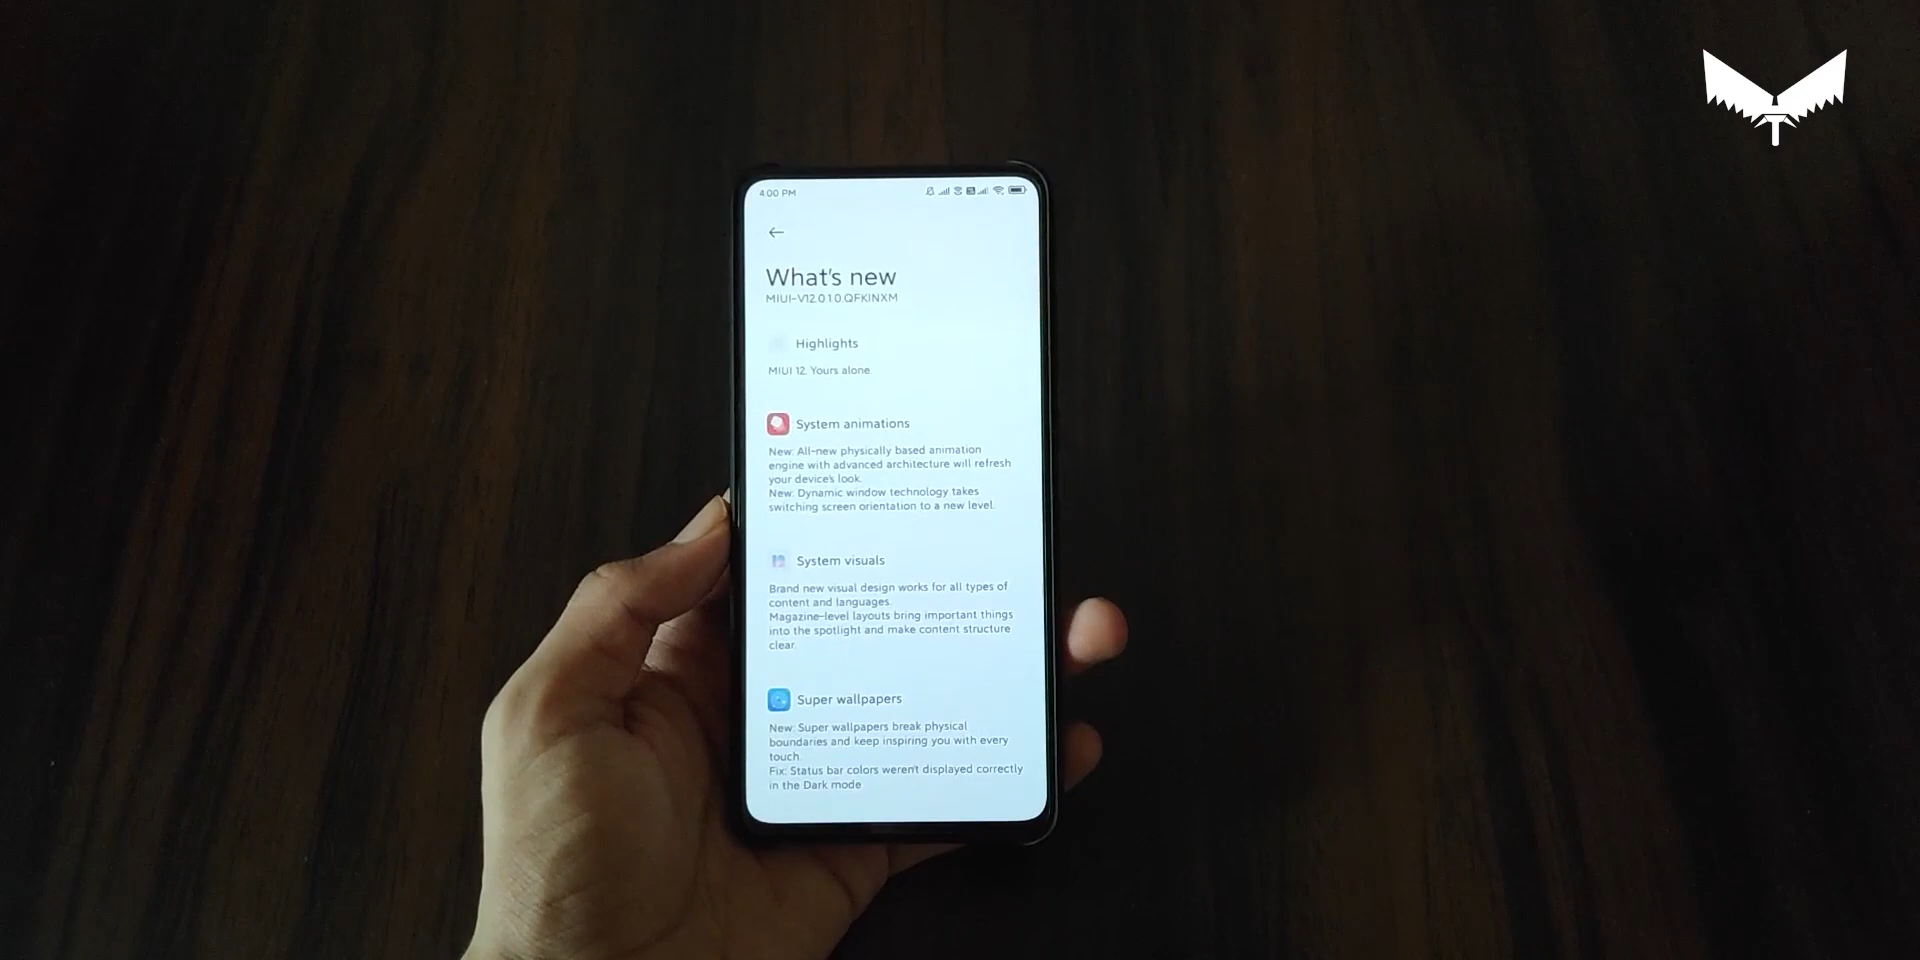 4:00 PM
What's new
MIUI-V12.0.1.0.QFKINXM
Highlights
MIUI 12. Yours alone.
System animations
New: All-new physically based animation
engine with advanced architecture will refresh
your device's look.
New: Dynamic window technology takes
switching screen orientation to a new level.
System visuals
Brand new visual design works for all types of
content and languages.
Magazine-level layouts bring important things
into the spotlight and make content structure
clear.
Super wallpapers
New: Super wallpapers break physical
boundaries and keep inspiring you with every
touch.
Fix: Status bar colors weren't displayed correctly
in the Dark mode